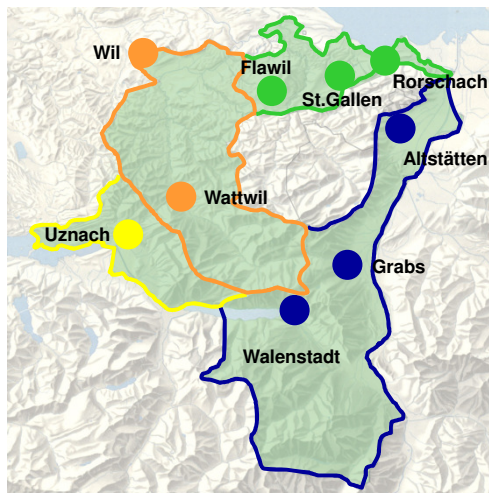 Wil
Flawil
Rorschach
St.Gallen
Altstätten
Wattwil
Uznach
Grabs
Walenstadt